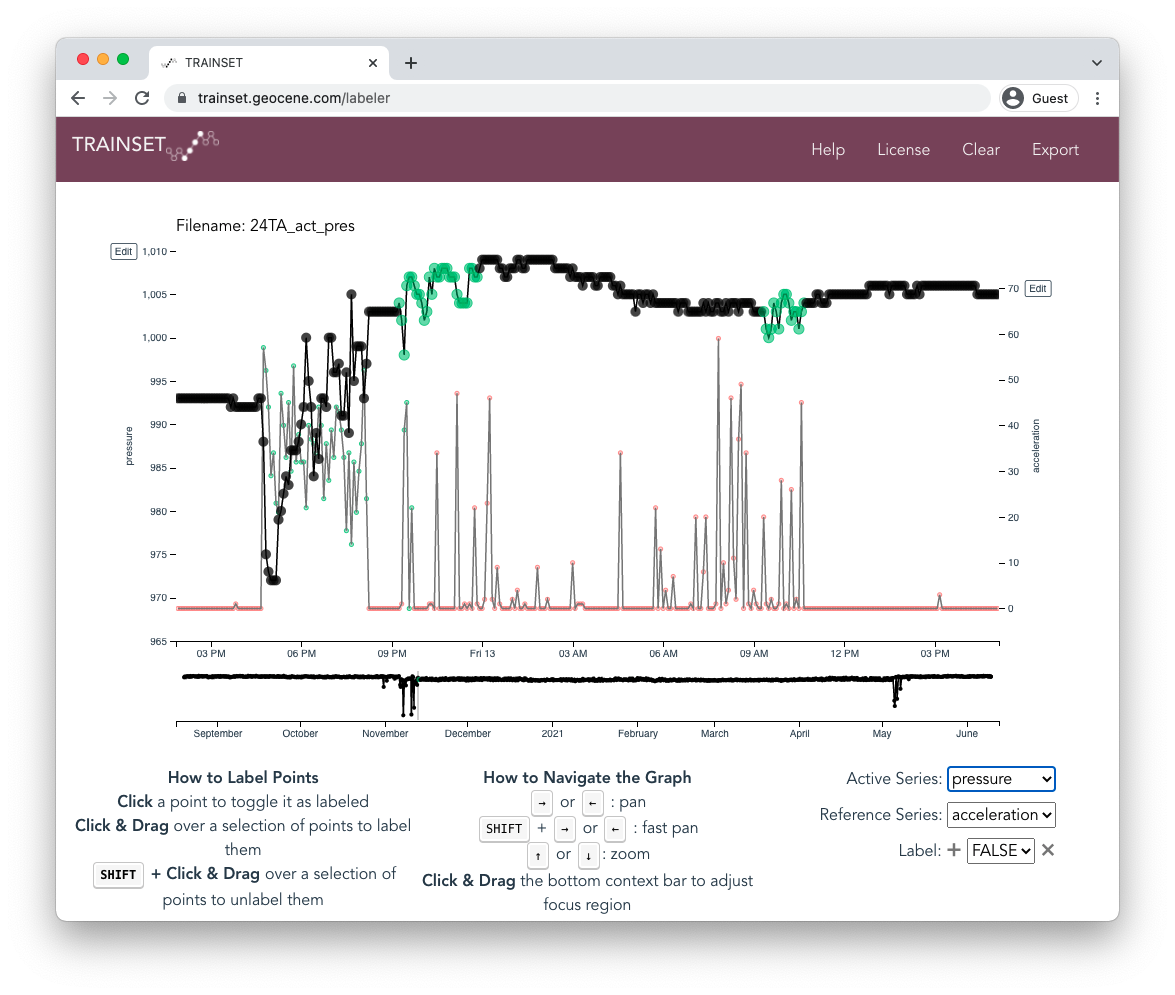 TRAINSET
Guest
trainset.geocene.com/labeler
TRAINSET
Help License Clear Export
Filename: 24TA_act_pres
Edit
1,010
1,005
1,000
995
990
985
980
975
970
965
pressure
Edit
70
60
50
40
30
20
10
0
acceleration
03 PM 06 PM 09 PM Fri 13 03 AM 06 AM 09 AM 12 PM 03 PM
September October November December 2021 February March April May June
How to Label Points
Click a point to toggle it as labeled
Click & Drag over a selection of points to label
them
SHIFT + Click & Drag over a selection of
points to unlabel them
How to Navigate the Graph
→ or ← : pan
SHIFT + → or ← : fast pan
↑ or ↓ : zoom
Click & Drag the bottom context bar to adjust
focus region
Active Series: pressure
Reference Series: acceleration
Label: + FALSE ×